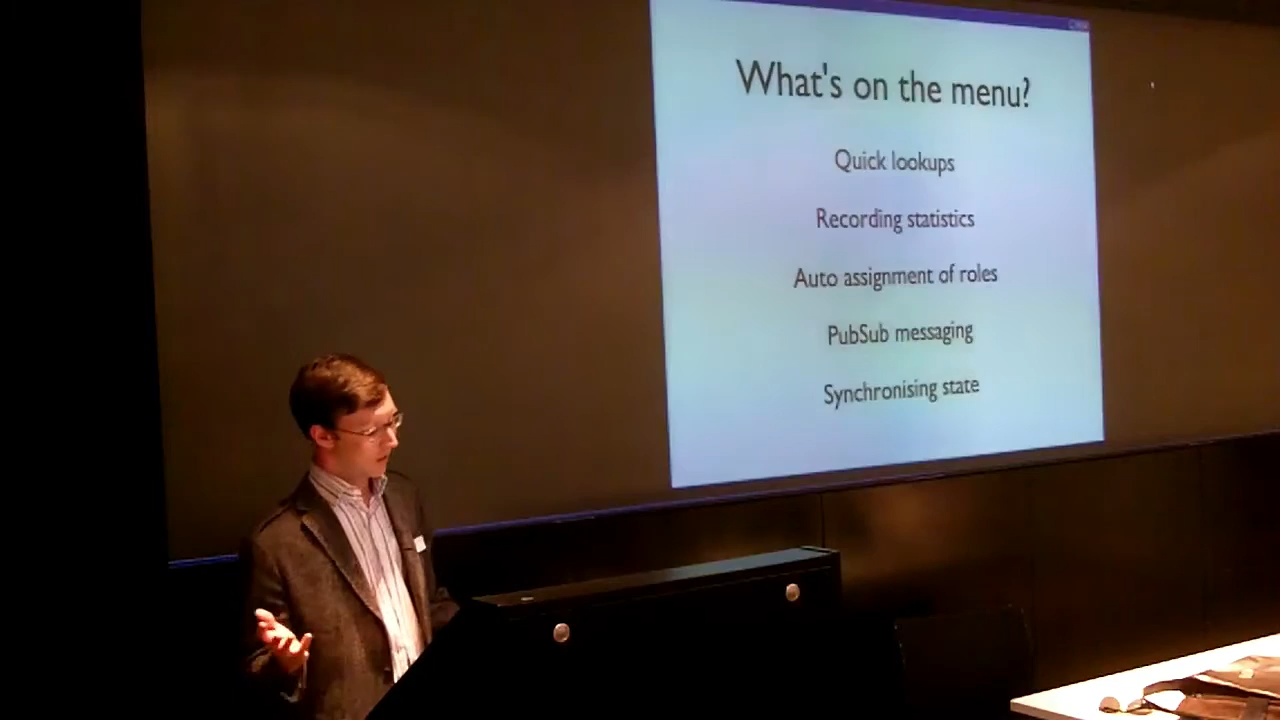 What's on the menu?
Quick lookups
Recording statistics
Auto assignment of roles
PubSub messaging
Synchronising state